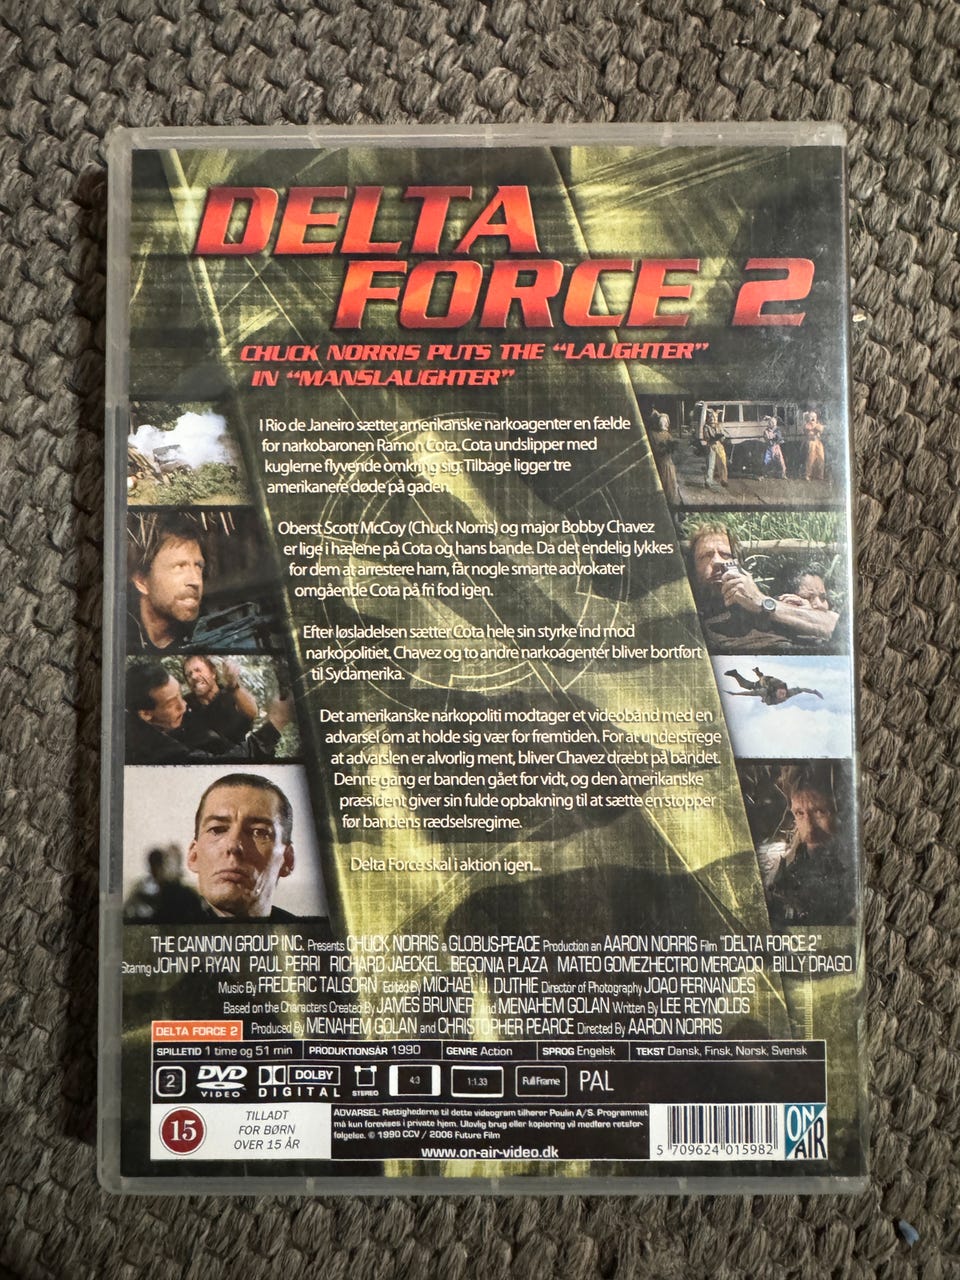 DELTA
FORCE 2
CHUCK NORRIS PUTS THE "LAUGHTER"
IN "MANSLAUGHTER"
I Rio de Janeiro sætter amerikanske narkoagenter en fælde
for narkobaronen Ramon Cota. Cota undslipper med
kuglerne flyvende omkring sig. Tilbage ligger tre
amerikanere døde på gaden.
Oberst Scott McCoy (Chuck Norris) og major Bobby Chavez
er lige i hælene på Cota og hans bande. Da det endelig lykkes
for dem at arrestere ham, får nogle smarte advokater
omgående Cota på fri fod igen.
Efter løsladelsen sætter Cota hele sin styrke ind mod
narkopolitiet. Chavez og to andre narkoagenter bliver bortført
til Sydamerika.
Det amerikanske narkopoliti modtager et videobånd med en
advarsel om at holde sig vær for fremtiden. For at understrege
at advarslen er alvorlig ment, bliver Chavez dræbt på båndet.
Denne gang er banden gået for vidt, og den amerikanske
præsident giver sin fulde opbakning til at sætte en stopper
før bandens rædselsregime.
Delta Force skal i aktion igen...
THE CANNON GROUP INC. Presents CHUCK NORRIS a GLOBUS-PEACE Production an AARON NORRIS Film "DELTA FORCE 2"
Staring JOHN P. RYAN PAUL PERRI RICHARD JAECKEL BEGONIA PLAZA MATEO GOMEZHECTRO MERCADO BILLY DRAGO
Music By FREDERIC TALGORN Edited By MICHAEL J. DUTHIE Director of Photography JOAO FERNANDES
Based on the Characters Created By JAMES BRUNER And MENAHEM GOLAN Written By LEE REYNOLDS
Produced By MENAHEM GOLAN and CHRISTOPHER PEARCE Directed By AARON NORRIS
DELTA FORCE 2
SPILLETID 1 time og 51 min PRODUKTIONSÅR 1990 GENRE Action SPROG Engelsk TEKST Dansk, Finsk, Norsk, Svensk
2 DVD VIDEO DOLBY DIGITAL STEREO 4:3 1:1.33 Full Frame PAL
15
TILLADT
FOR BØRN
OVER 15 ÅR
ADVARSEL: Rettighederne til dette videogram tilhører Poulin A/S. Programmet
må kun forevises i private hjem. Ulovlig brug eller kopiering vil medføre retsfor-
følgelse. © 1990 CCV / 2006 Future Film
www.on-air-video.dk
5 709624 015982
ON
AIR